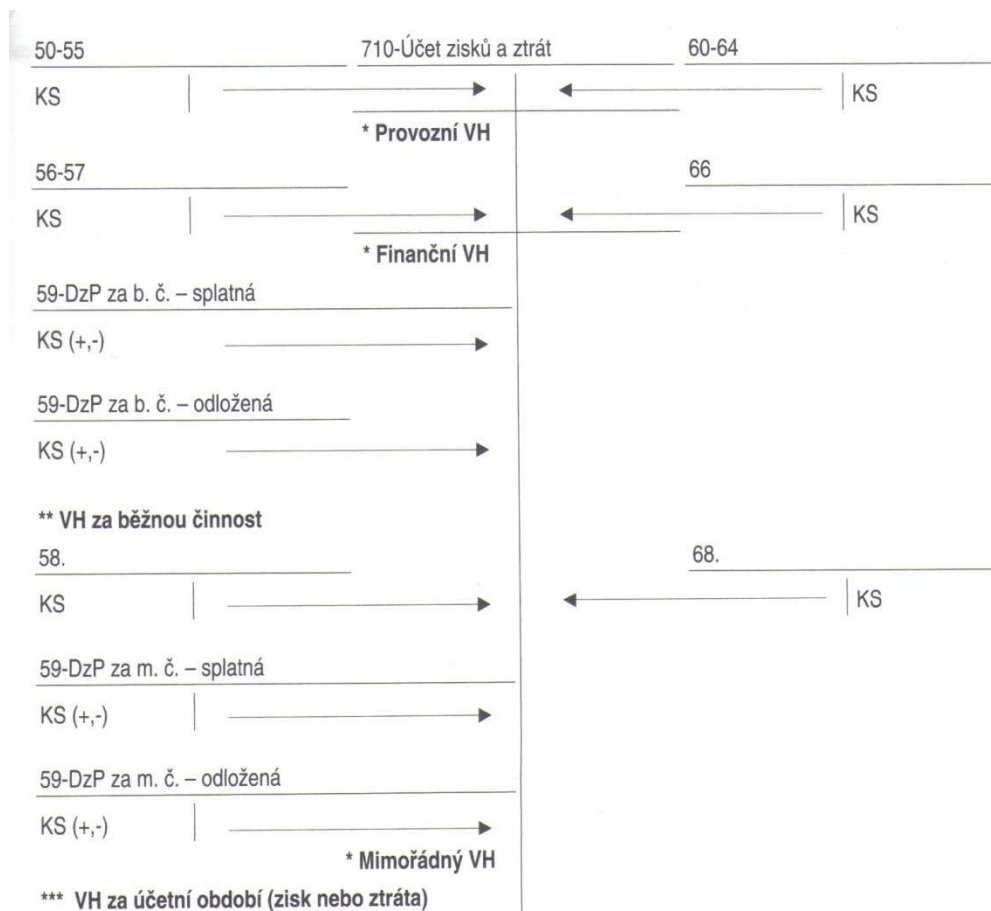 50-55 710-Účet zisků a ztrát 60-64
KS KS
* Provozní VH
56-57 66
KS KS
* Finanční VH
59-DzP za b. č. – splatná
KS (+,-)
59-DzP za b. č. – odložená
KS (+,-)
** VH za běžnou činnost
58. 68.
KS KS
59-DzP za m. č. – splatná
KS (+,-)
59-DzP za m. č. – odložená
KS (+,-)
* Mimořádný VH
*** VH za účetní období (zisk nebo ztráta)